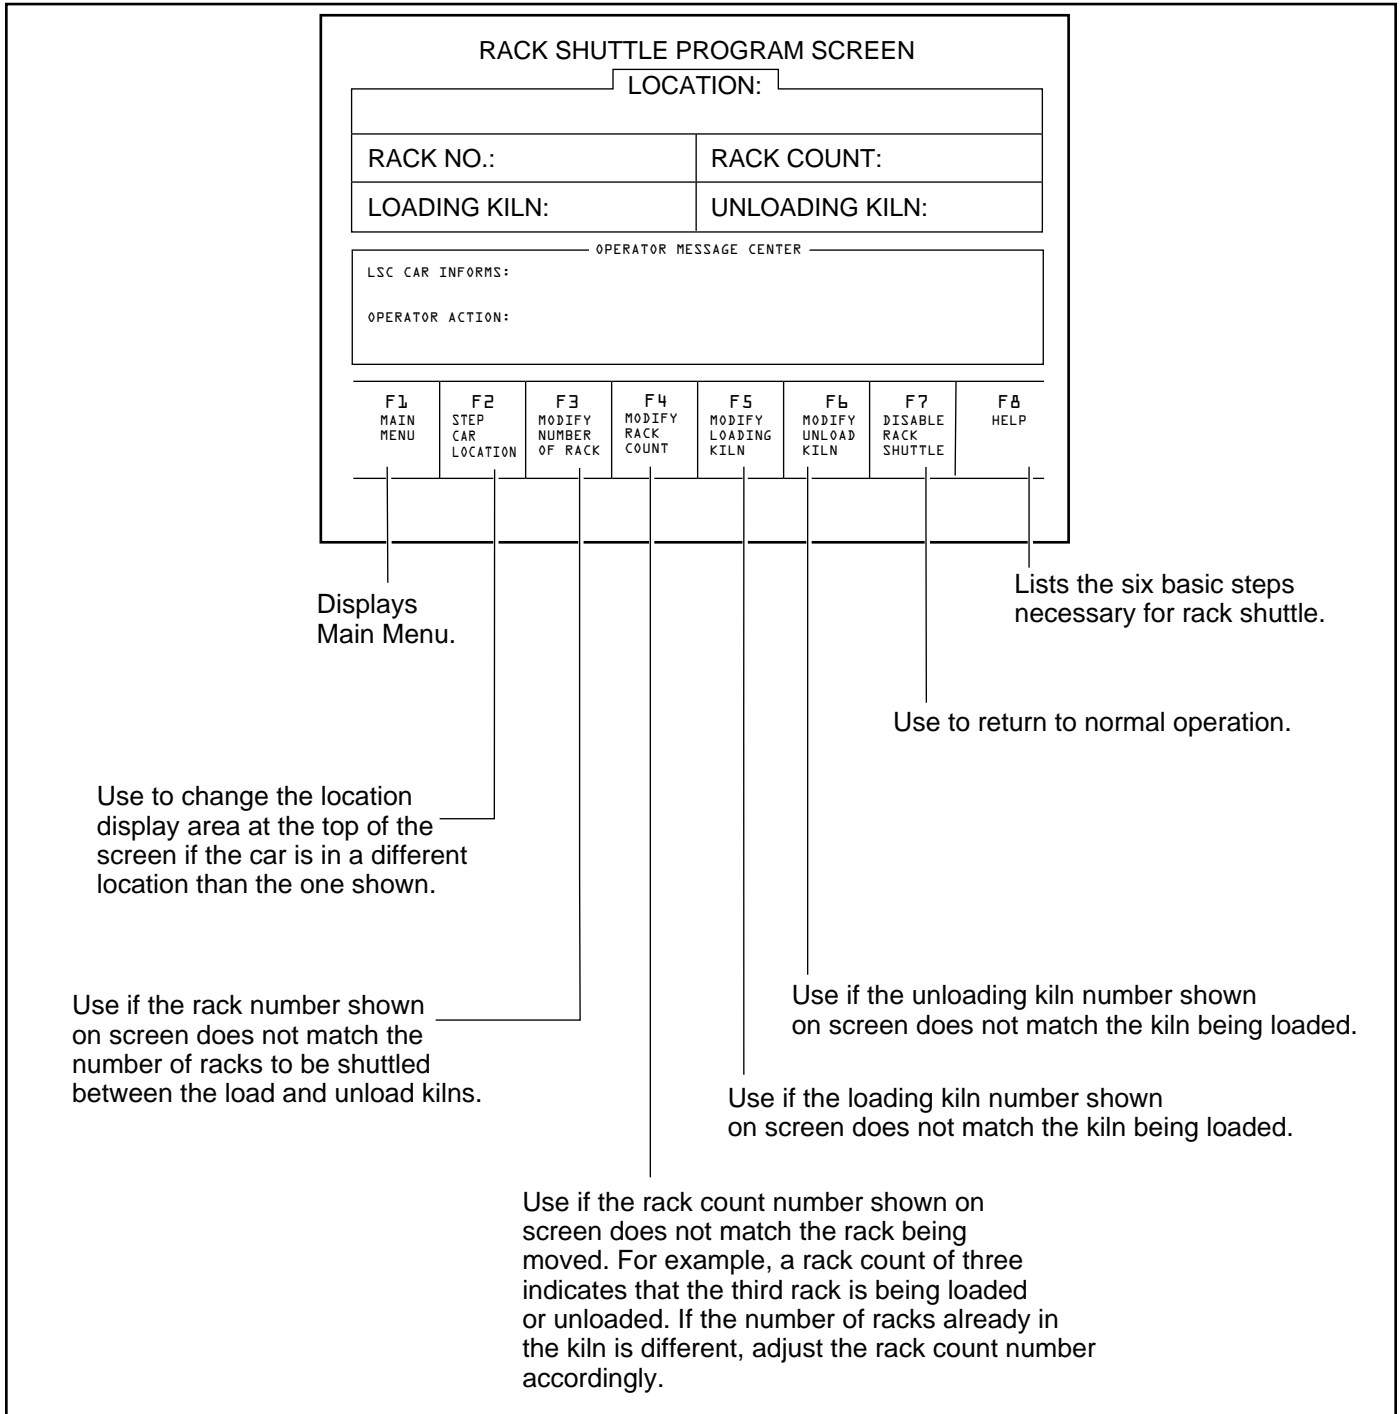 RACK SHUTTLE PROGRAM SCREEN
LOCATION:
RACK NO.:
RACK COUNT:
LOADING KILN:
UNLOADING KILN:
OPERATOR MESSAGE CENTER
LSC CAR INFORMS:
OPERATOR ACTION:
F1
MAIN
MENU
F2
STEP
CAR
LOCATION
F3
MODIFY
NUMBER
OF RACK
F4
MODIFY
RACK
COUNT
F5
MODIFY
LOADING
KILN
F6
MODIFY
UNLOAD
KILN
F7
DISABLE
RACK
SHUTTLE
F8
HELP
Displays
Main Menu.
Lists the six basic steps
necessary for rack shuttle.
Use to return to normal operation.
Use to change the location
display area at the top of the
screen if the car is in a different
location than the one shown.
Use if the rack number shown
on screen does not match the
number of racks to be shuttled
between the load and unload kilns.
Use if the unloading kiln number shown
on screen does not match the kiln being loaded.
Use if the loading kiln number shown
on screen does not match the kiln being loaded.
Use if the rack count number shown on
screen does not match the rack being
moved. For example, a rack count of three
indicates that the third rack is being loaded
or unloaded. If the number of racks already in
the kiln is different, adjust the rack count number
accordingly.